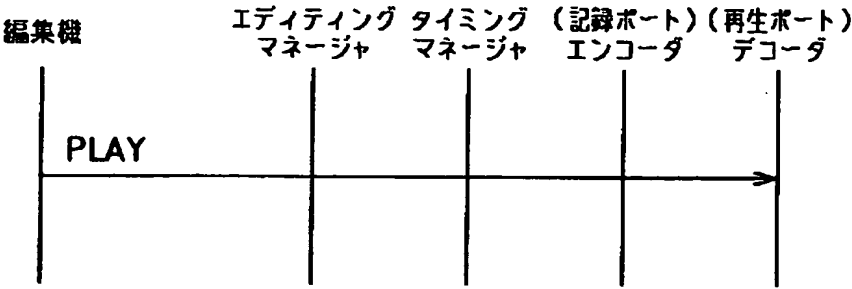 編集機
エディティング
マネージャ
タイミング
マネージャ
(記録ポート)
エンコーダ
(再生ポート)
デコーダ
PLAY